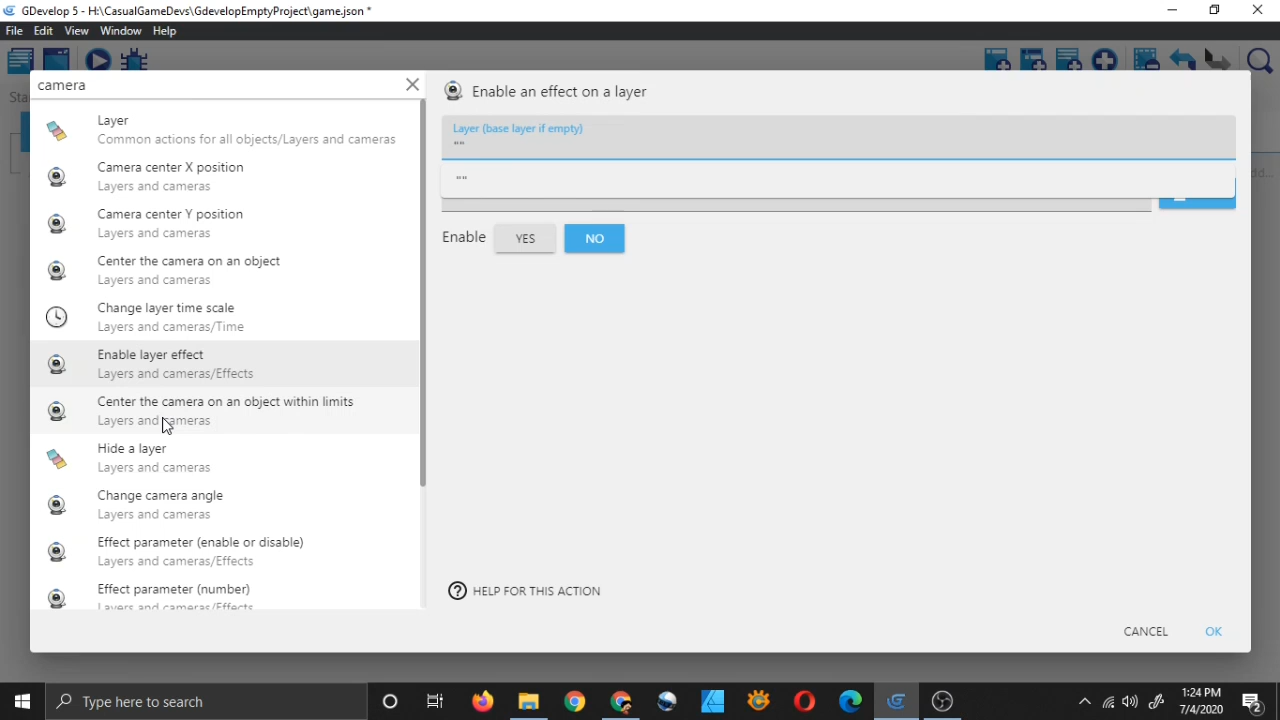 GDevelop 5 - H:\CasualGameDevs\GdevelopEmptyProject\game.json *
File Edit View Window Help
camera
Enable an effect on a layer
Layer (base layer if empty)
""
""
Enable YES NO
Layer
Common actions for all objects/Layers and cameras
Camera center X position
Layers and cameras
Camera center Y position
Layers and cameras
Center the camera on an object
Layers and cameras
Change layer time scale
Layers and cameras/Time
Enable layer effect
Layers and cameras/Effects
Center the camera on an object within limits
Layers and cameras
Hide a layer
Layers and cameras
Change camera angle
Layers and cameras
Effect parameter (enable or disable)
Layers and cameras/Effects
Effect parameter (number)
Layers and cameras/Effects
HELP FOR THIS ACTION
CANCEL OK
Type here to search
1:24 PM
7/4/2020
2